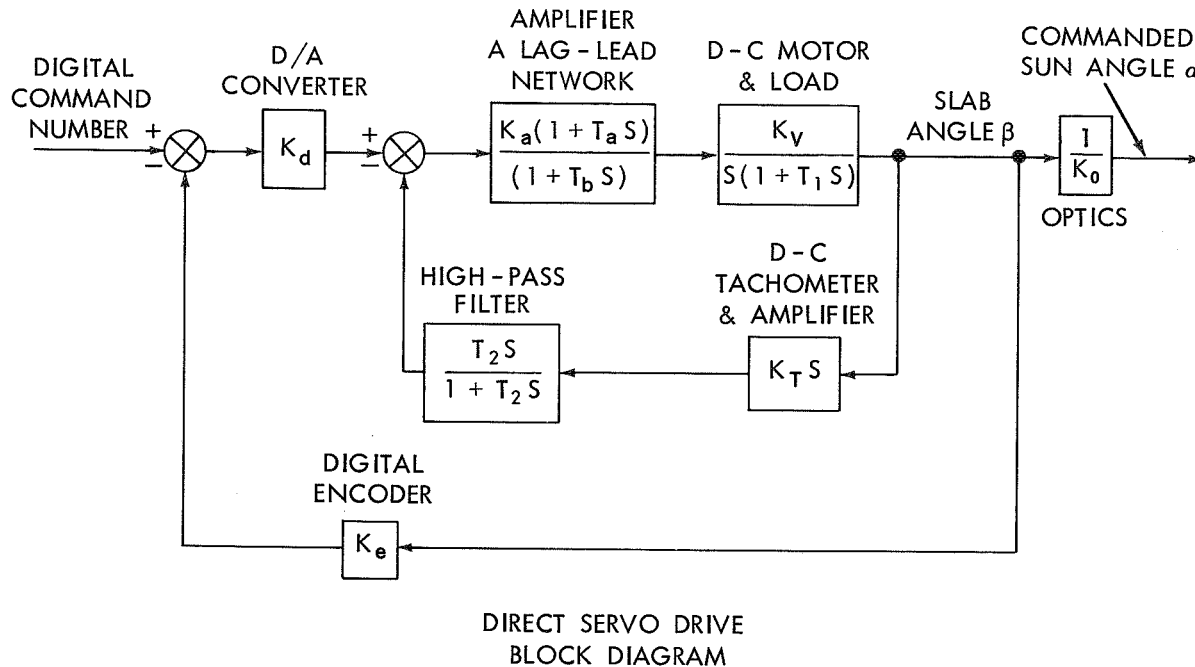 DIGITAL
COMMAND
NUMBER
+
−
D/A
CONVERTER
K_d
+
−
AMPLIFIER
A LAG-LEAD
NETWORK
K_a(1 + T_a S)
(1 + T_b S)
D-C MOTOR
& LOAD
K_V
S(1 + T_1 S)
SLAB
ANGLE β
COMMANDED
SUN ANGLE α
1
K_0
OPTICS
D-C
TACHOMETER
& AMPLIFIER
K_T S
HIGH-PASS
FILTER
T_2 S
1 + T_2 S
DIGITAL
ENCODER
K_e
DIRECT SERVO DRIVE
BLOCK DIAGRAM